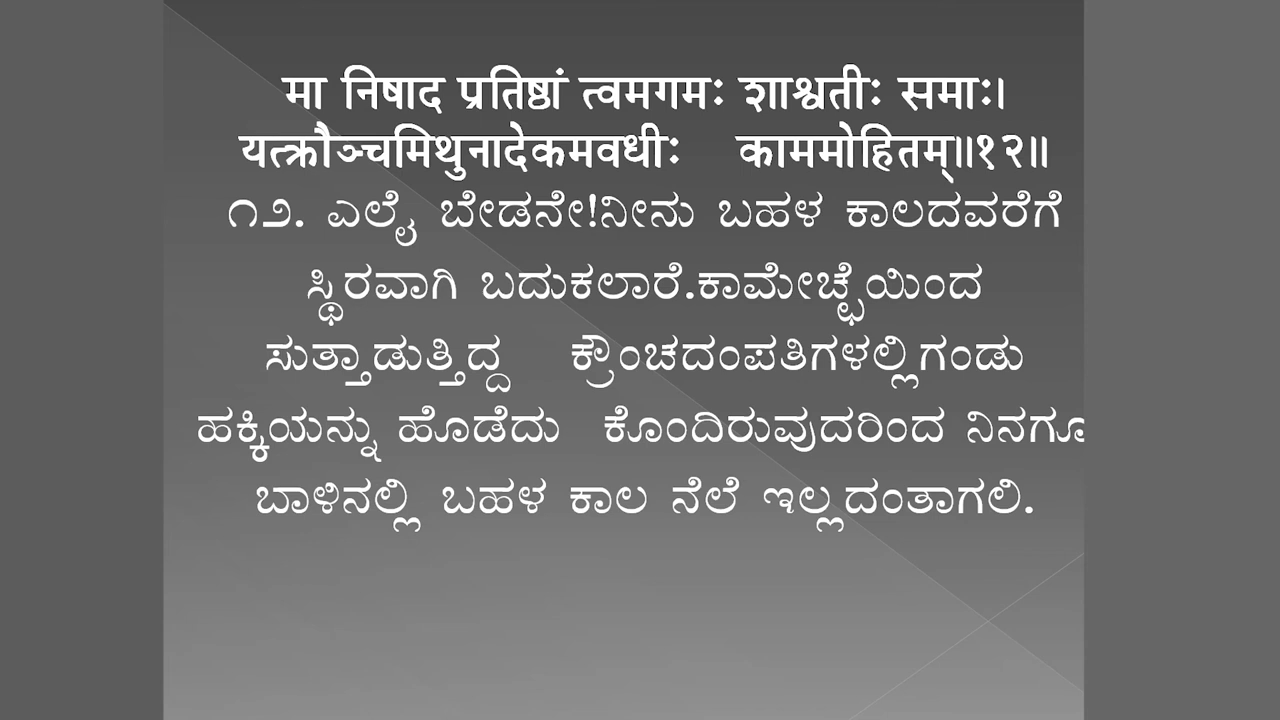 मा निषाद प्रतिष्ठां त्वमगमः शाश्वतीः समाः।
यत्क्रौञ्चमिथुनादेकमवधीः काममोहितम्॥१२॥
೧೨. ಎಲೈ ಬೇಡನೇ!ನೀನು ಬಹಳ ಕಾಲದವರೆಗೆ
ಸ್ಥಿರವಾಗಿ ಬದುಕಲಾರೆ.ಕಾಮೇಚ್ಛೆಯಿಂದ
ಸುತ್ತಾಡುತ್ತಿದ್ದ ಕ್ರೌಂಚದಂಪತಿಗಳಲ್ಲಿಗಂಡು
ಹಕ್ಕಿಯನ್ನು ಹೊಡೆದು ಕೊಂದಿರುವುದರಿಂದ ನಿನಗೂ
ಬಾಳಿನಲ್ಲಿ ಬಹಳ ಕಾಲ ನೆಲೆ ಇಲ್ಲದಂತಾಗಲಿ.